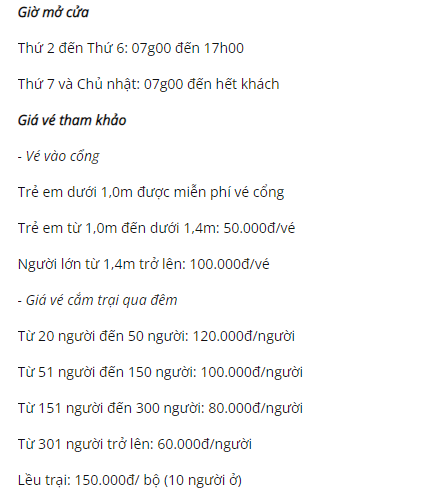 Giờ mở cửa
Thứ 2 đến Thứ 6: 07g00 đến 17h00
Thứ 7 và Chủ nhật: 07g00 đến hết khách
Giá vé tham khảo
- Vé vào cổng
Trẻ em dưới 1,0m được miễn phí vé cổng
Trẻ em từ 1,0m đến dưới 1,4m: 50.000đ/vé
Người lớn từ 1,4m trở lên: 100.000đ/vé
- Giá vé cắm trại qua đêm
Từ 20 người đến 50 người: 120.000đ/người
Từ 51 người đến 150 người: 100.000đ/người
Từ 151 người đến 300 người: 80.000đ/người
Từ 301 người trở lên: 60.000đ/người
Lều trại: 150.000đ/ bộ (10 người ở)